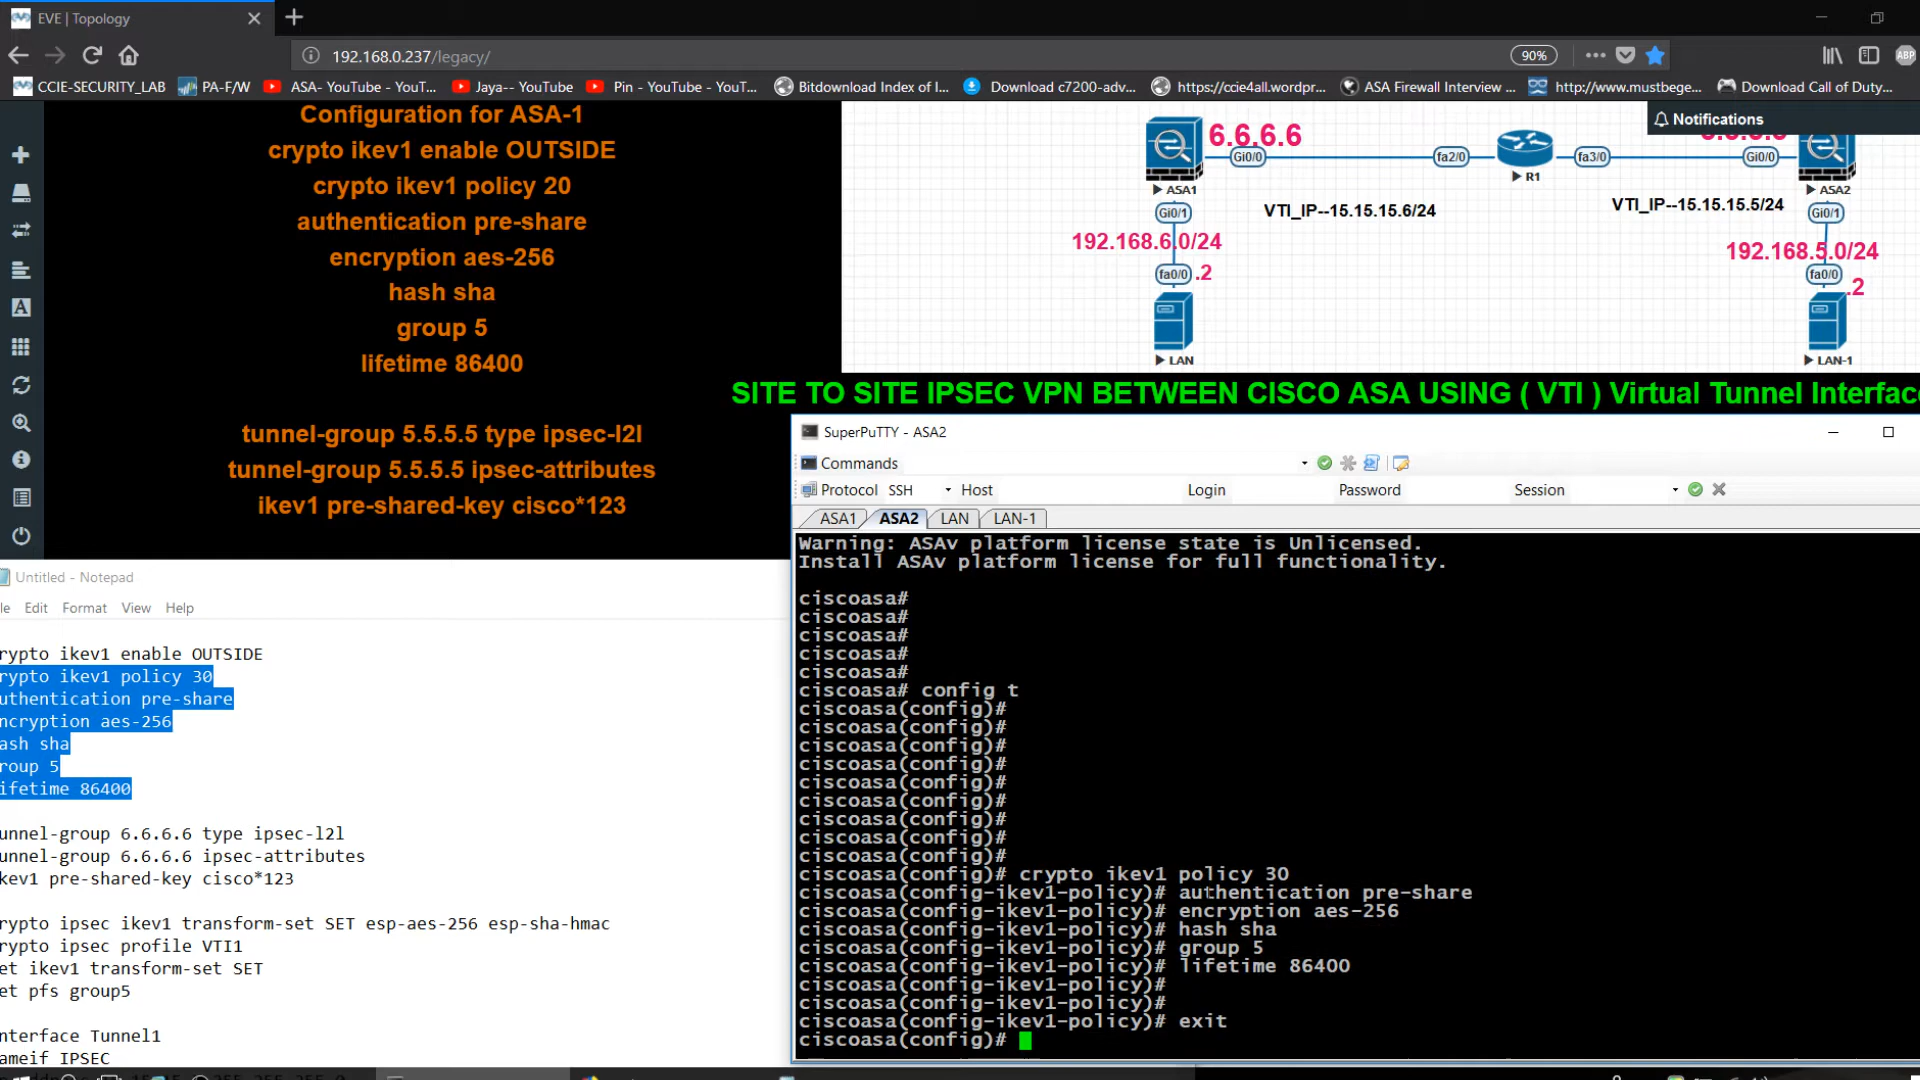 EVE | Topology
192.168.0.237/legacy/
90%
CCIE-SECURITY_LAB
PA-F/W
ASA- YouTube - YouT...
Jaya-- YouTube
Pin - YouTube - YouT...
Bitdownload Index of I...
Download c7200-adv...
https://ccie4all.wordpr...
ASA Firewall Interview ...
http://www.mustbege...
Download Call of Duty...
Configuration for ASA-1
crypto ikev1 enable OUTSIDE
crypto ikev1 policy 20
authentication pre-share
encryption aes-256
hash sha
group 5
lifetime 86400
tunnel-group 5.5.5.5 type ipsec-l2l
tunnel-group 5.5.5.5 ipsec-attributes
ikev1 pre-shared-key cisco*123
Notifications
6.6.6.6
Gi0/0
fa2/0
fa3/0
Gi0/0
ASA1
R1
ASA2
VTI_IP--15.15.15.6/24
VTI_IP--15.15.15.5/24
Gi0/1
Gi0/1
192.168.6.0/24
192.168.5.0/24
fa0/0
.2
fa0/0
.2
LAN
LAN-1
SITE TO SITE IPSEC VPN BETWEEN CISCO ASA USING ( VTI ) Virtual Tunnel Interfac
SuperPuTTY - ASA2
Commands
Protocol SSH Host Login Password Session
ASA1 ASA2 LAN LAN-1
Warning: ASAv platform license state is Unlicensed.
Install ASAv platform license for full functionality.
ciscoasa#
ciscoasa#
ciscoasa#
ciscoasa#
ciscoasa#
ciscoasa# config t
ciscoasa(config)#
ciscoasa(config)#
ciscoasa(config)#
ciscoasa(config)#
ciscoasa(config)#
ciscoasa(config)#
ciscoasa(config)#
ciscoasa(config)#
ciscoasa(config)#
ciscoasa(config)# crypto ikev1 policy 30
ciscoasa(config-ikev1-policy)# authentication pre-share
ciscoasa(config-ikev1-policy)# encryption aes-256
ciscoasa(config-ikev1-policy)# hash sha
ciscoasa(config-ikev1-policy)# group 5
ciscoasa(config-ikev1-policy)# lifetime 86400
ciscoasa(config-ikev1-policy)#
ciscoasa(config-ikev1-policy)#
ciscoasa(config-ikev1-policy)# exit
ciscoasa(config)#
Untitled - Notepad
le Edit Format View Help
rypto ikev1 enable OUTSIDE
rypto ikev1 policy 30
uthentication pre-share
ncryption aes-256
ash sha
roup 5
ifetime 86400
unnel-group 6.6.6.6 type ipsec-l2l
unnel-group 6.6.6.6 ipsec-attributes
kev1 pre-shared-key cisco*123
rypto ipsec ikev1 transform-set SET esp-aes-256 esp-sha-hmac
rypto ipsec profile VTI1
et ikev1 transform-set SET
et pfs group5
nterface Tunnel1
ameif IPSEC